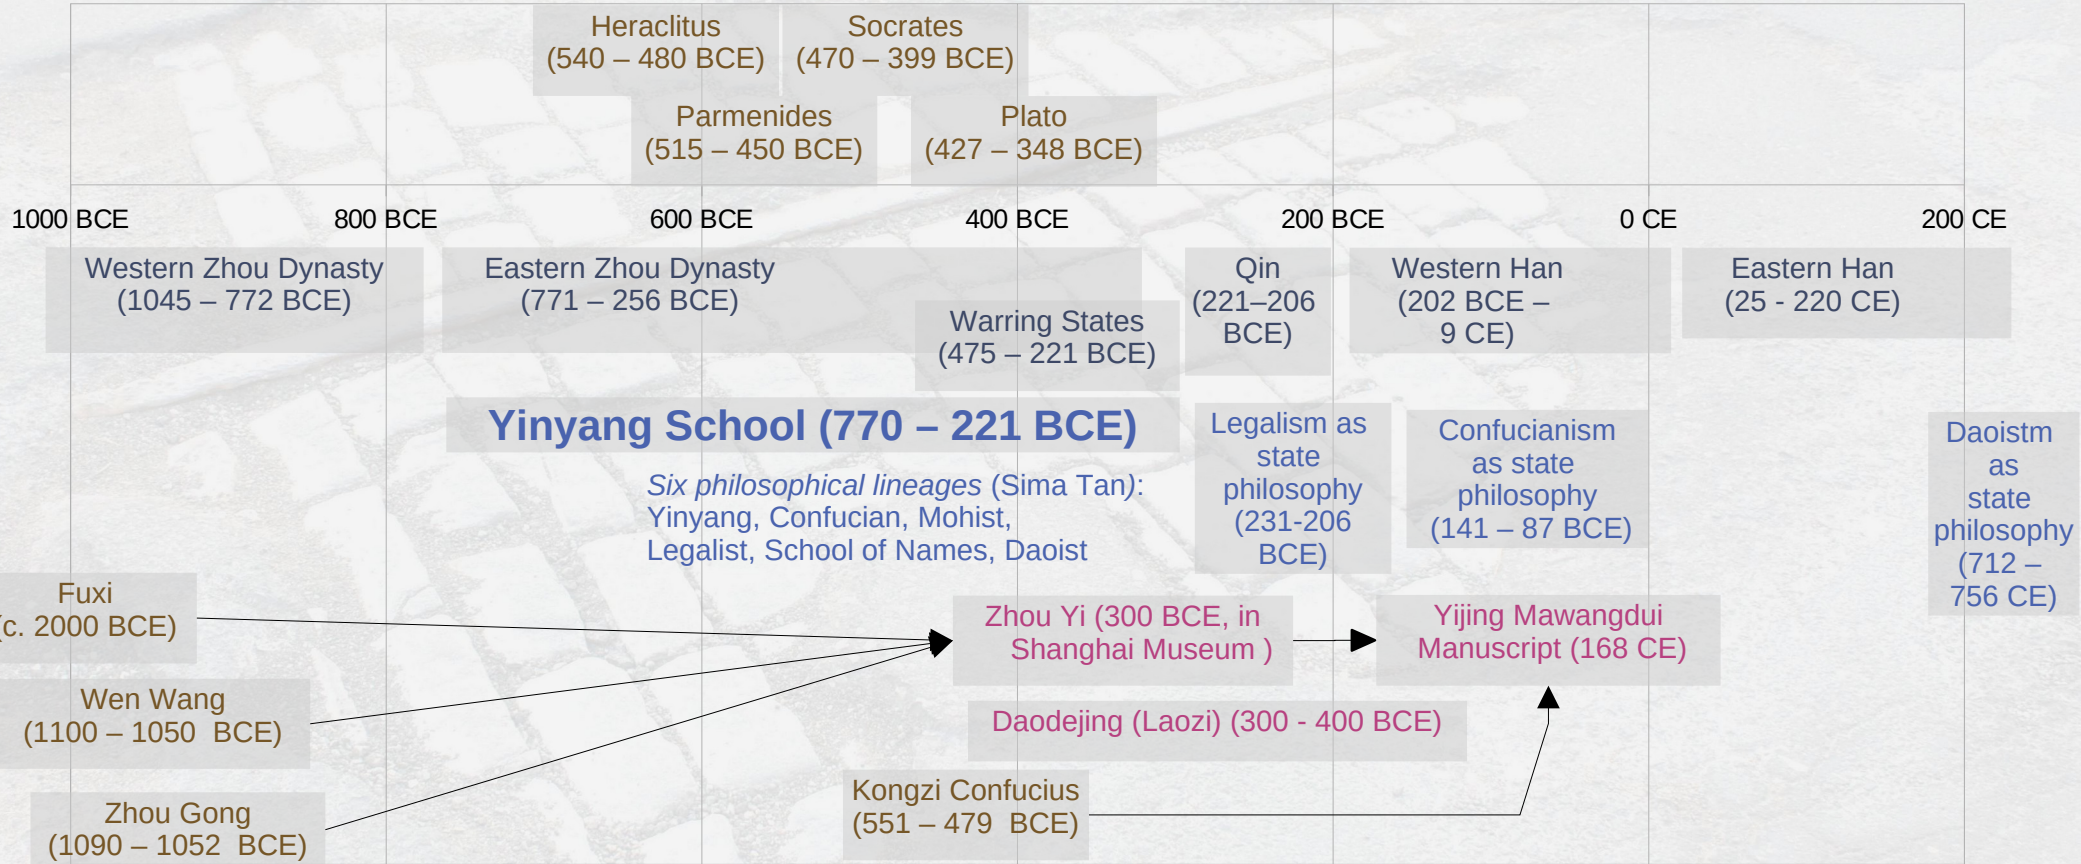 Heraclitus
(540 – 480 BCE)
Socrates
(470 – 399 BCE)
Parmenides
(515 – 450 BCE)
Plato
(427 – 348 BCE)
1000 BCE
800 BCE
600 BCE
400 BCE
200 BCE
0 CE
200 CE
Western Zhou Dynasty
(1045 – 772 BCE)
Eastern Zhou Dynasty
(771 – 256 BCE)
Warring States
(475 – 221 BCE)
Qin
(221–206
BCE)
Western Han
(202 BCE –
9 CE)
Eastern Han
(25 - 220 CE)
Yinyang School (770 – 221 BCE)
Six philosophical lineages (Sima Tan):
Yinyang, Confucian, Mohist,
Legalist, School of Names, Daoist
Legalism as
state
philosophy
(231-206
BCE)
Confucianism
as state
philosophy
(141 – 87 BCE)
Daoistm
as
state
philosophy
(712 –
756 CE)
Fuxi
(c. 2000 BCE)
Wen Wang
(1100 – 1050 BCE)
Zhou Gong
(1090 – 1052 BCE)
Zhou Yi (300 BCE, in
Shanghai Museum )
Yijing Mawangdui
Manuscript (168 CE)
Daodejing (Laozi) (300 - 400 BCE)
Kongzi Confucius
(551 – 479 BCE)